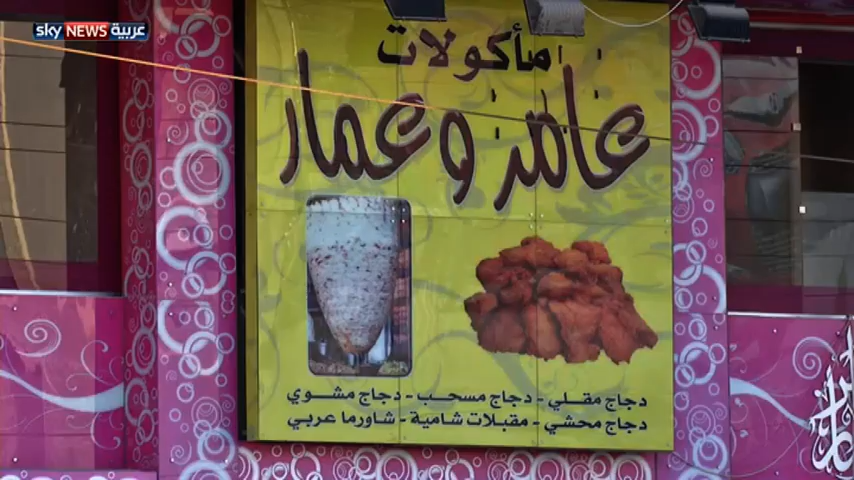 sky NEWS عربية
مأكولات
عامر وعمار
دجاج مقلي - دجاج مسحب - دجاج مشوي
دجاج محشي - مقبلات شامية - شاورما عربي